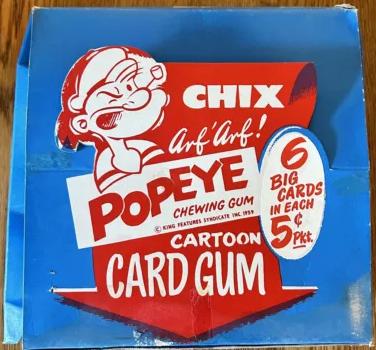 CHIX
Arf Arf!
POPEYE
CHEWING GUM
© KING FEATURES SYNDICATE INC. 1959
CARTOON
CARD GUM
6
BIG
CARDS
IN EACH
5¢
Pkt.